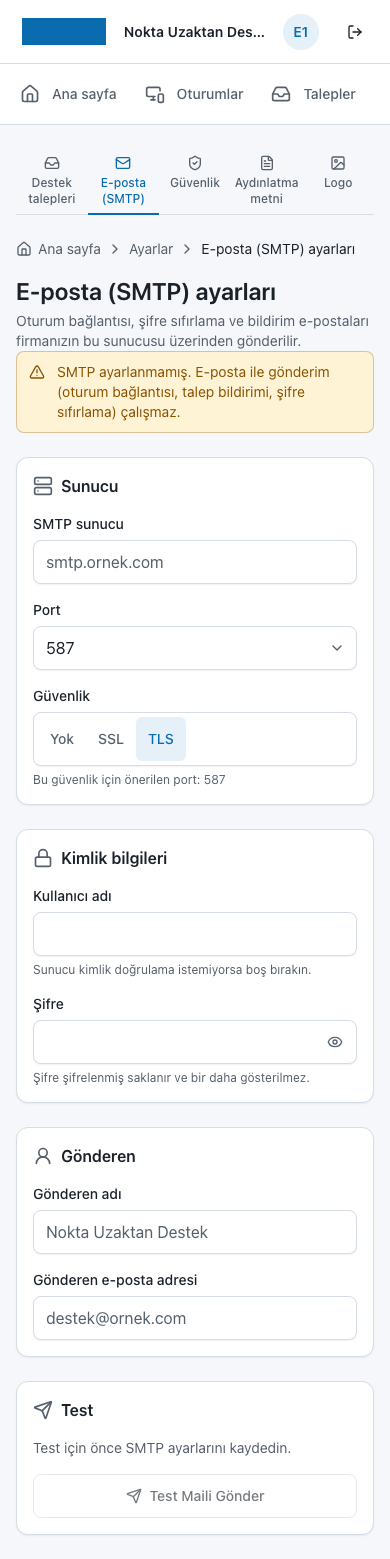 Nokta Uzaktan Des...
E1
Ana sayfa
Oturumlar
Talepler
Destek
talepleri
E-posta
(SMTP)
Güvenlik
Aydınlatma
metni
Logo
Ana sayfa > Ayarlar > E-posta (SMTP) ayarları
E-posta (SMTP) ayarları
Oturum bağlantısı, şifre sıfırlama ve bildirim e-postaları
firmanızın bu sunucusu üzerinden gönderilir.
SMTP ayarlanmamış. E-posta ile gönderim
(oturum bağlantısı, talep bildirimi, şifre
sıfırlama) çalışmaz.
Sunucu
SMTP sunucu
smtp.ornek.com
Port
587
Güvenlik
Yok SSL TLS
Bu güvenlik için önerilen port: 587
Kimlik bilgileri
Kullanıcı adı
Sunucu kimlik doğrulama istemiyorsa boş bırakın.
Şifre
Şifre şifrelenmiş saklanır ve bir daha gösterilmez.
Gönderen
Gönderen adı
Nokta Uzaktan Destek
Gönderen e-posta adresi
destek@ornek.com
Test
Test için önce SMTP ayarlarını kaydedin.
Test Maili Gönder